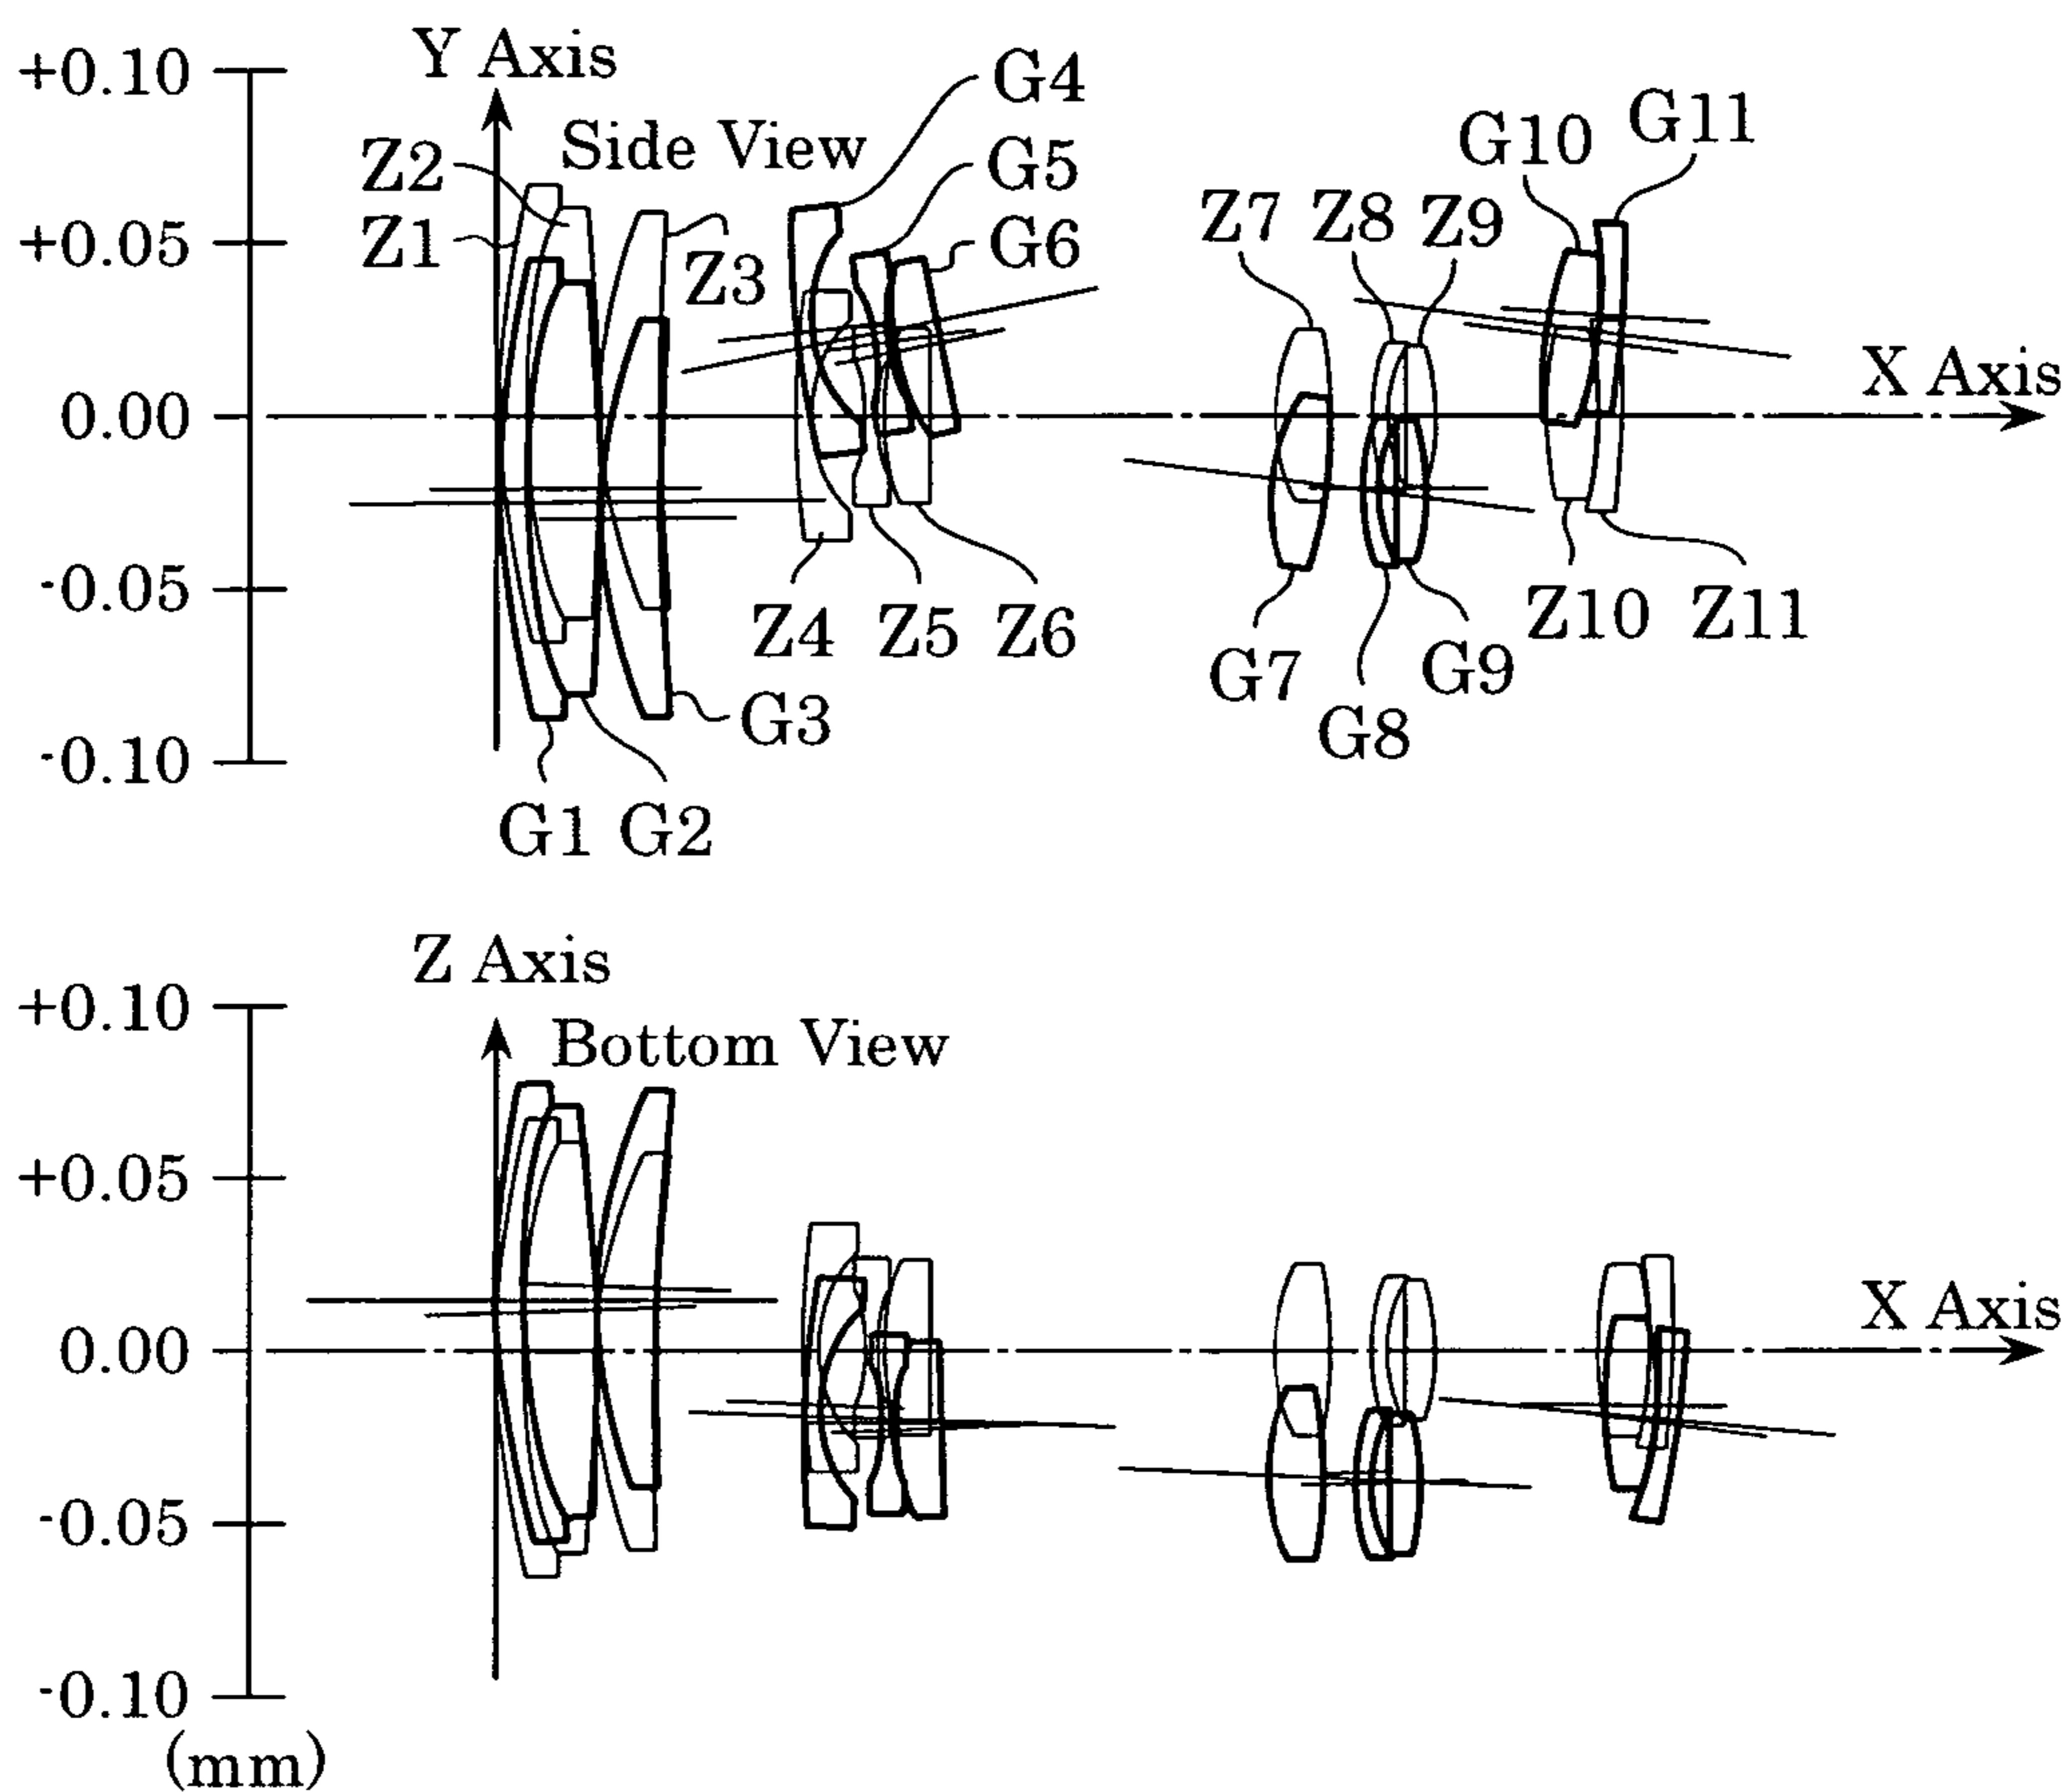 Y Axis
+0.10
G4
G11
G10
Side View
Z2
G5
Z7 Z8 Z9
+0.05
Z1
G6
Z3
X Axis
0.00
-0.05
Z4 Z5 Z6
Z10 Z11
G7
G9
G3
G8
-0.10
G1 G2
Z Axis
+0.10
Bottom View
+0.05
X Axis
0.00
-0.05
-0.10
(mm)